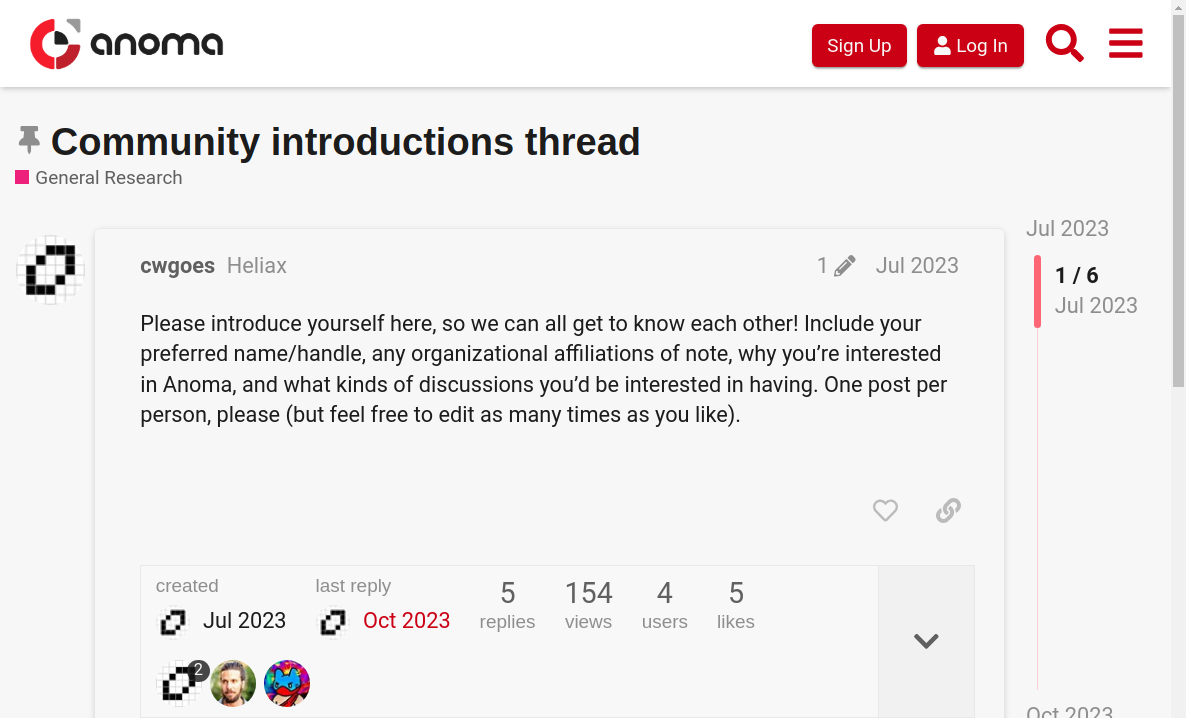 anoma
Sign Up
Log In
Community introductions thread
General Research
Jul 2023
cwgoes Heliax
1
Jul 2023
1 / 6
Jul 2023
Please introduce yourself here, so we can all get to know each other! Include your
preferred name/handle, any organizational affiliations of note, why you’re interested
in Anoma, and what kinds of discussions you’d be interested in having. One post per
person, please (but feel free to edit as many times as you like).
created
Jul 2023
last reply
Oct 2023
5
replies
154
views
4
users
5
likes
2
Oct 2023